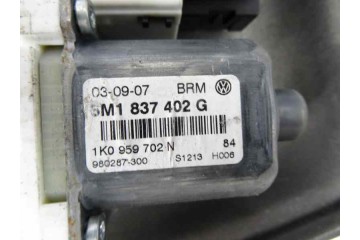 03-09-07 BRM
5M1 837 402 G
1K0 959 702 N 84
980287-300 S1213 H006